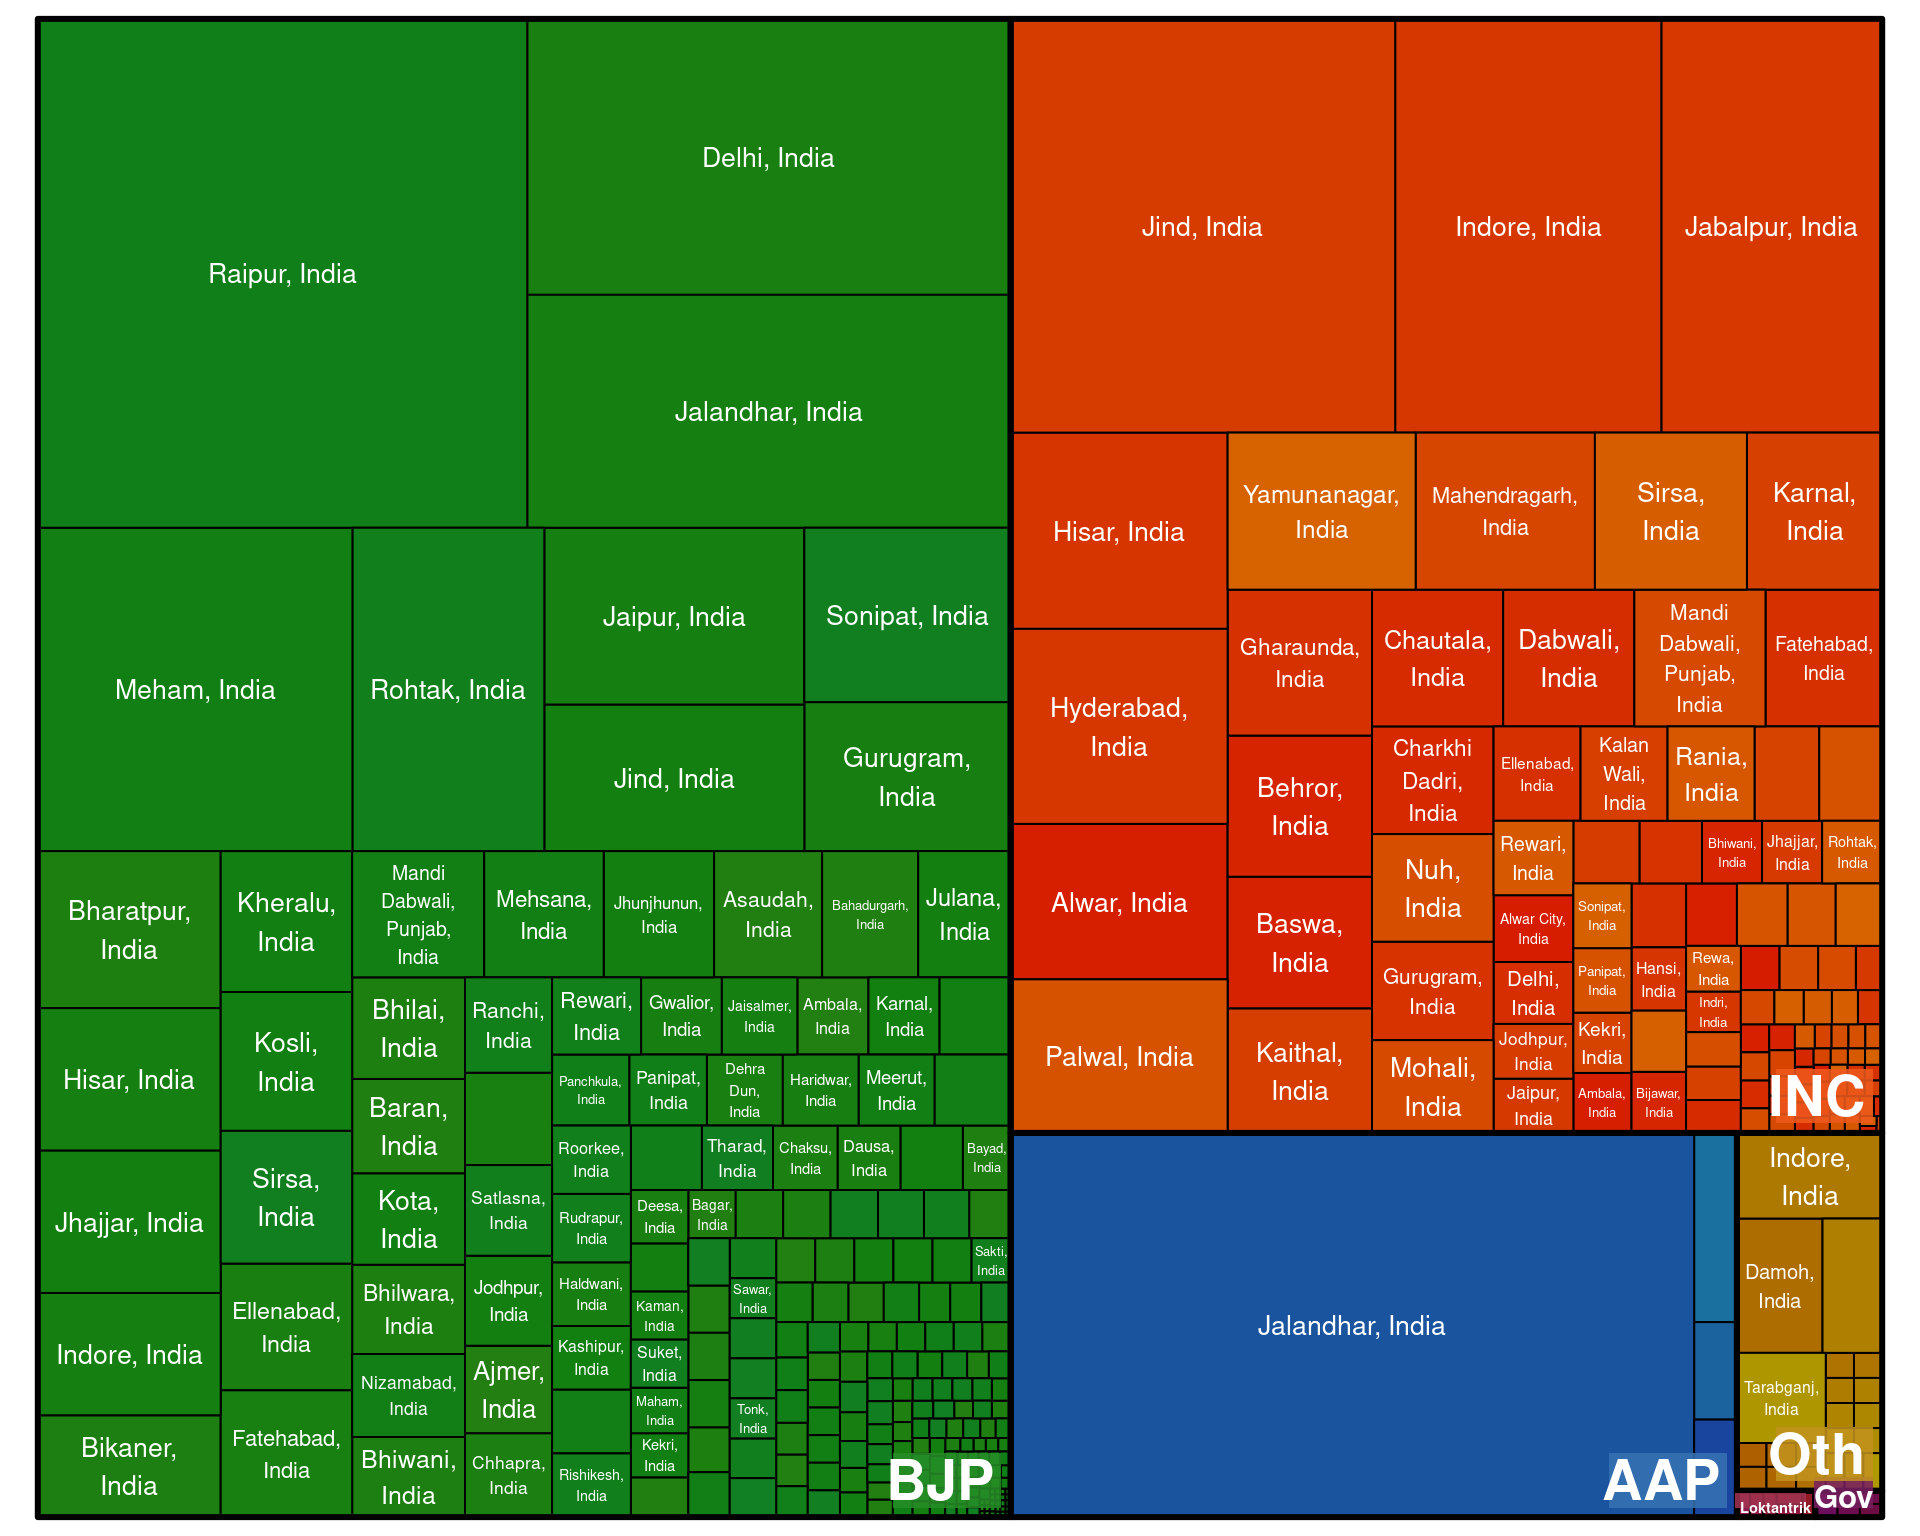 Raipur, India
Delhi, India
Jalandhar, India
Meham, India
Rohtak, India
Jaipur, India
Sonipat, India
Jind, India
Gurugram,
India
Bharatpur,
India
Hisar, India
Jhajjar, India
Indore, India
Bikaner,
India
Kheralu,
India
Kosli,
India
Sirsa,
India
Ellenabad,
India
Fatehabad,
India
Mandi
Dabwali,
Punjab,
India
Mehsana,
India
Jhunjhunun,
India
Asaudah,
India
Bahadurgarh,
India
Julana,
India
Bhilai,
India
Baran,
India
Kota,
India
Bhilwara,
India
Nizamabad,
India
Bhiwani,
India
Ranchi,
India
Satlasna,
India
Jodhpur,
India
Ajmer,
India
Chhapra,
India
Rewari,
India
Gwalior,
India
Jaisalmer,
India
Ambala,
India
Karnal,
India
Panchkula,
India
Panipat,
India
Dehra
Dun,
India
Haridwar,
India
Meerut,
India
Roorkee,
India
Rudrapur,
India
Haldwani,
India
Kashipur,
India
Rishikesh,
India
Tharad,
India
Chaksu,
India
Dausa,
India
Bayad,
India
Deesa,
India
Bagar,
India
Kaman,
India
Suket,
India
Maham,
India
Kekri,
India
Sawar,
India
Tonk,
India
Sakti,
India
BJP
Jind, India
Indore, India
Jabalpur, India
Hisar, India
Hyderabad,
India
Alwar, India
Palwal, India
Yamunanagar,
India
Mahendragarh,
India
Sirsa,
India
Karnal,
India
Gharaunda,
India
Behror,
India
Baswa,
India
Kaithal,
India
Chautala,
India
Dabwali,
India
Mandi
Dabwali,
Punjab,
India
Fatehabad,
India
Charkhi
Dadri,
India
Nuh,
India
Gurugram,
India
Mohali,
India
Ellenabad,
India
Kalan
Wali,
India
Rania,
India
Rewari,
India
Alwar City,
India
Delhi,
India
Jodhpur,
India
Jaipur,
India
Bhiwani,
India
Jhajjar,
India
Rohtak,
India
Sonipat,
India
Panipat,
India
Kekri,
India
Ambala,
India
Hansi,
India
Bijawar,
India
Rewa,
India
Indri,
India
INC
Jalandhar, India
AAP
Indore,
India
Damoh,
India
Tarabganj,
India
Oth
Loktantrik
Gov